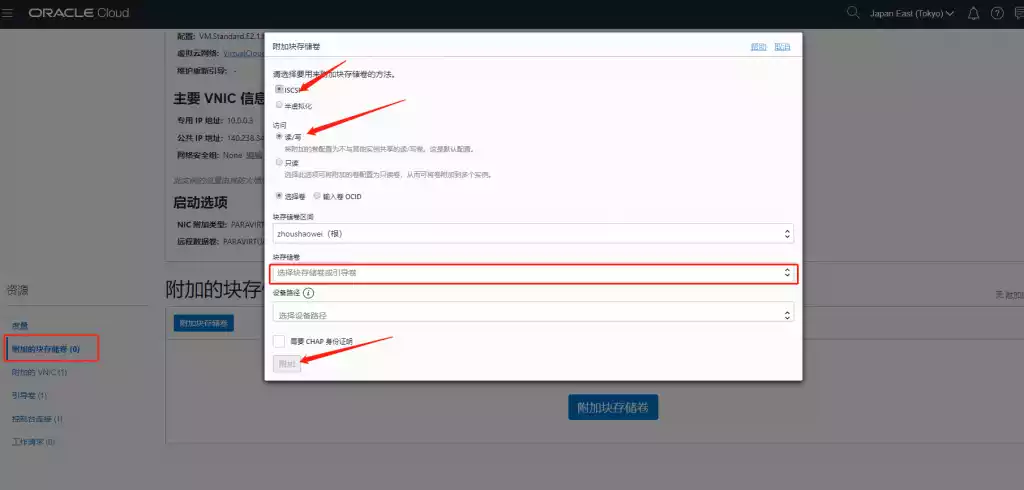 ORACLE Cloud
Japan East (Tokyo)
配置: VM.Standard.E2.1.
虚拟云网络: VirtualClou
维护重新引导: -
主要 VNIC 信息
专用 IP 地址: 10.0.0.3
公共 IP 地址: 140.238.34
网络安全组: None 编辑
启动选项
NIC 附加类型: PARAVIRT
远程数据卷: PARAVIRT
资源
度量
附加的块存储卷 (0)
附加的 VNIC (1)
引导卷 (1)
控制台连接 (1)
工作请求 (0)
附加的块存
附加块存储卷
附加块存储卷
附加块存储卷
帮助
取消
请选择要用来附加块存储卷的方法。
ISCSI
半虚拟化
访问
读/写
将附加的卷配置为不与其他实例共享的读/写卷。这是默认配置。
只读
选择此选项可将附加的卷配置为只读卷，从而可将卷附加到多个实例。
选择卷
输入卷 OCID
块存储卷区间
zhoushaowei（根）
块存储卷
选择块存储卷或引导卷
设备路径
选择设备路径
需要 CHAP 身份证明
附加